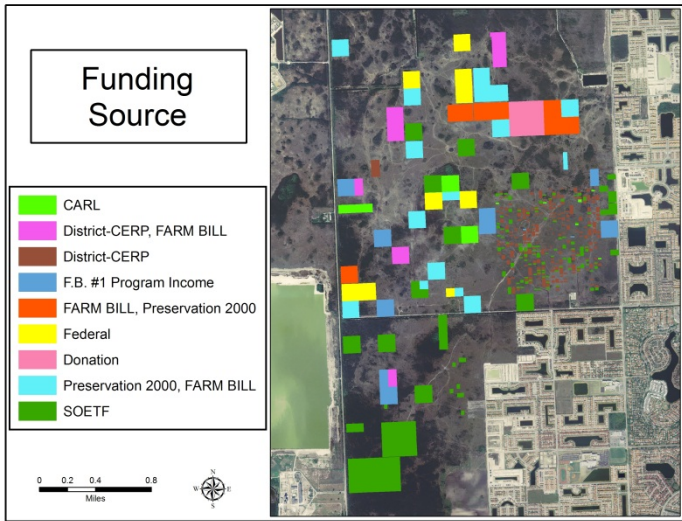 Funding
Source
CARL
District-CERP, FARM BILL
District-CERP
F.B. #1 Program Income
FARM BILL, Preservation 2000
Federal
Donation
Preservation 2000, FARM BILL
SOETF
N
W E
S
0 0.2 0.4 0.8
Miles